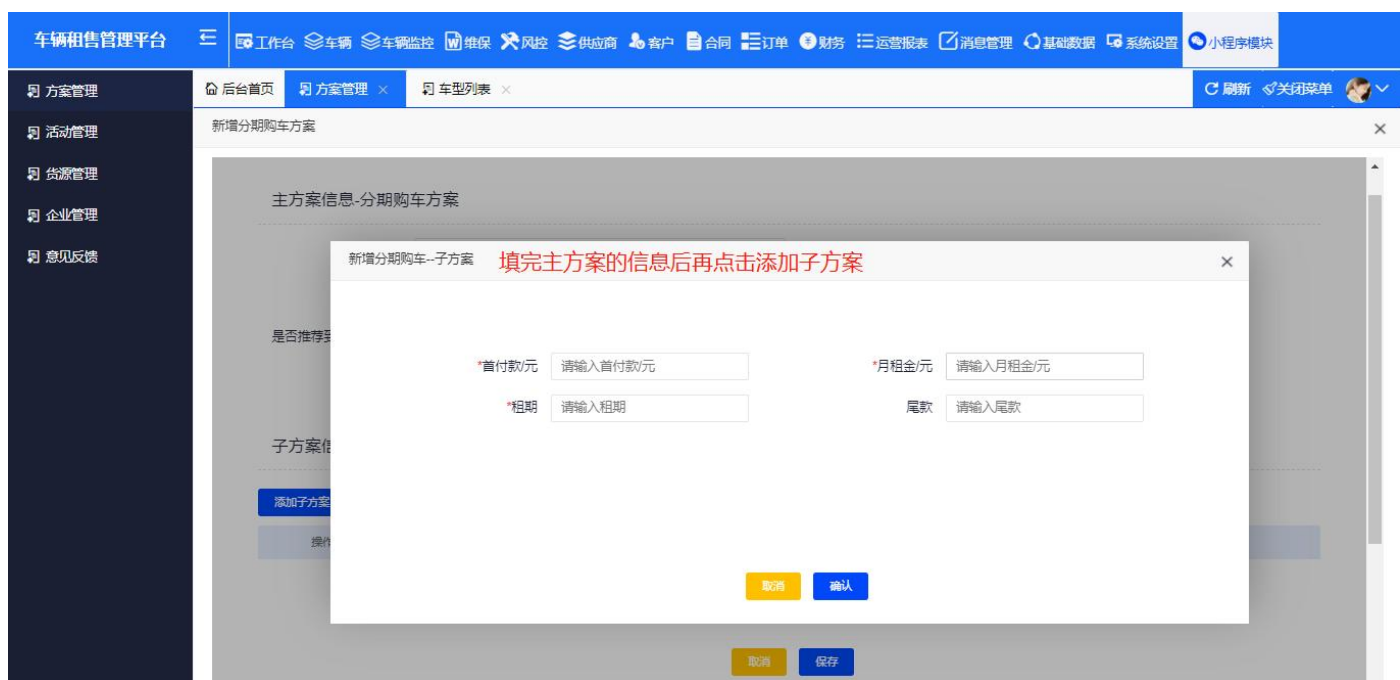 车辆租售管理平台
工作台 车辆 车辆监控 维保 风控 供应商 客户 合同 订单 财务 运营报表 消息管理 基础数据 系统设置 小程序模块
方案管理
活动管理
货源管理
企业管理
意见反馈
后台首页 方案管理 × 车型列表 × 刷新 关闭菜单
新增分期购车方案 ×
主方案信息-分期购车方案
新增分期购车--子方案 填完主方案的信息后再点击添加子方案 ×
是否推荐到
*首付款/元 请输入首付款/元 *月租金/元 请输入月租金/元
*租期 请输入租期 尾款 请输入尾款
子方案信
添加子方案
操作
取消 确认
取消 保存